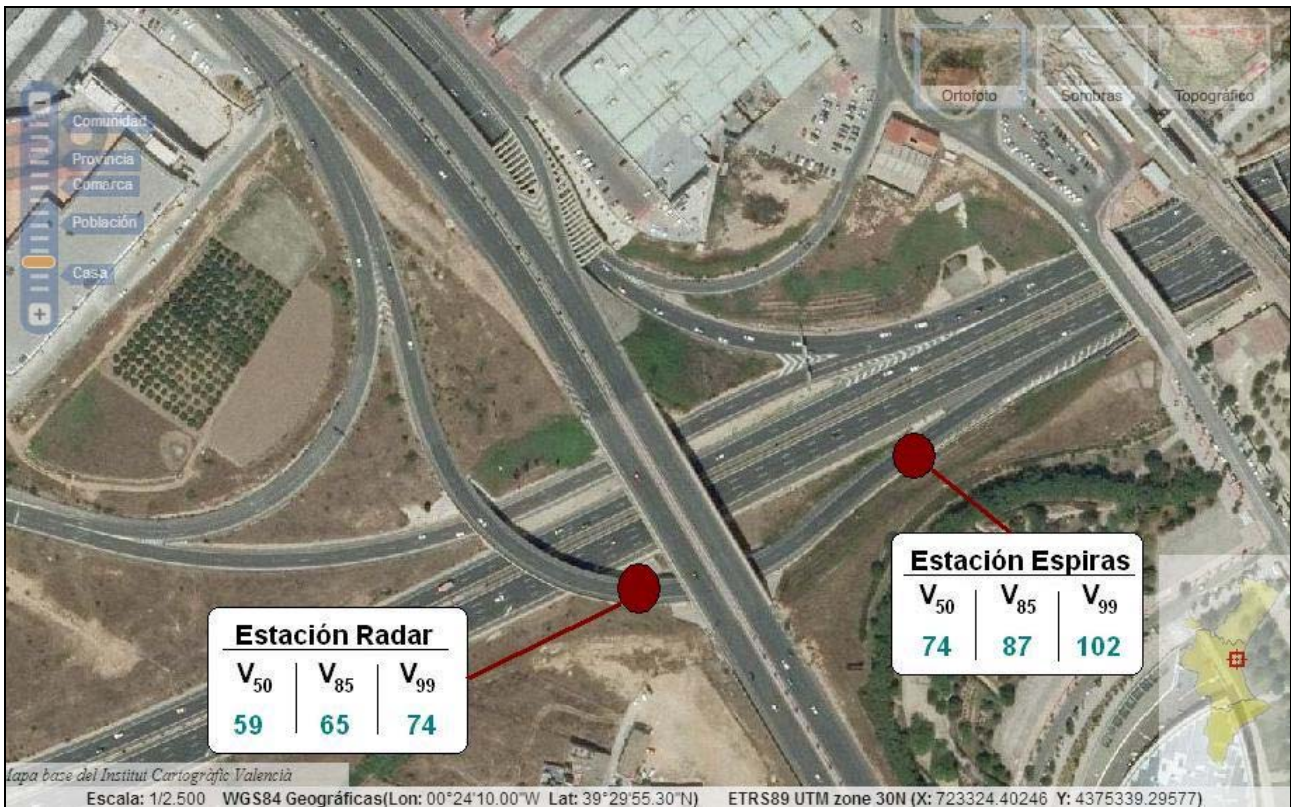 Ortofoto
Sombras
Topográfico
Comunidad
Provincia
Comarca
Población
Casa
Estación Espiras
V50 V85 V99
74 87 102
Estación Radar
V50 V85 V99
59 65 74
Mapa base del Institut Cartogràfic Valencià
Escala: 1/2.500 WGS84 Geográficas(Lon: 00°24'10.00"W Lat: 39°29'55.30"N) ETRS89 UTM zone 30N (X: 723324.40246 Y: 4375339.29577)